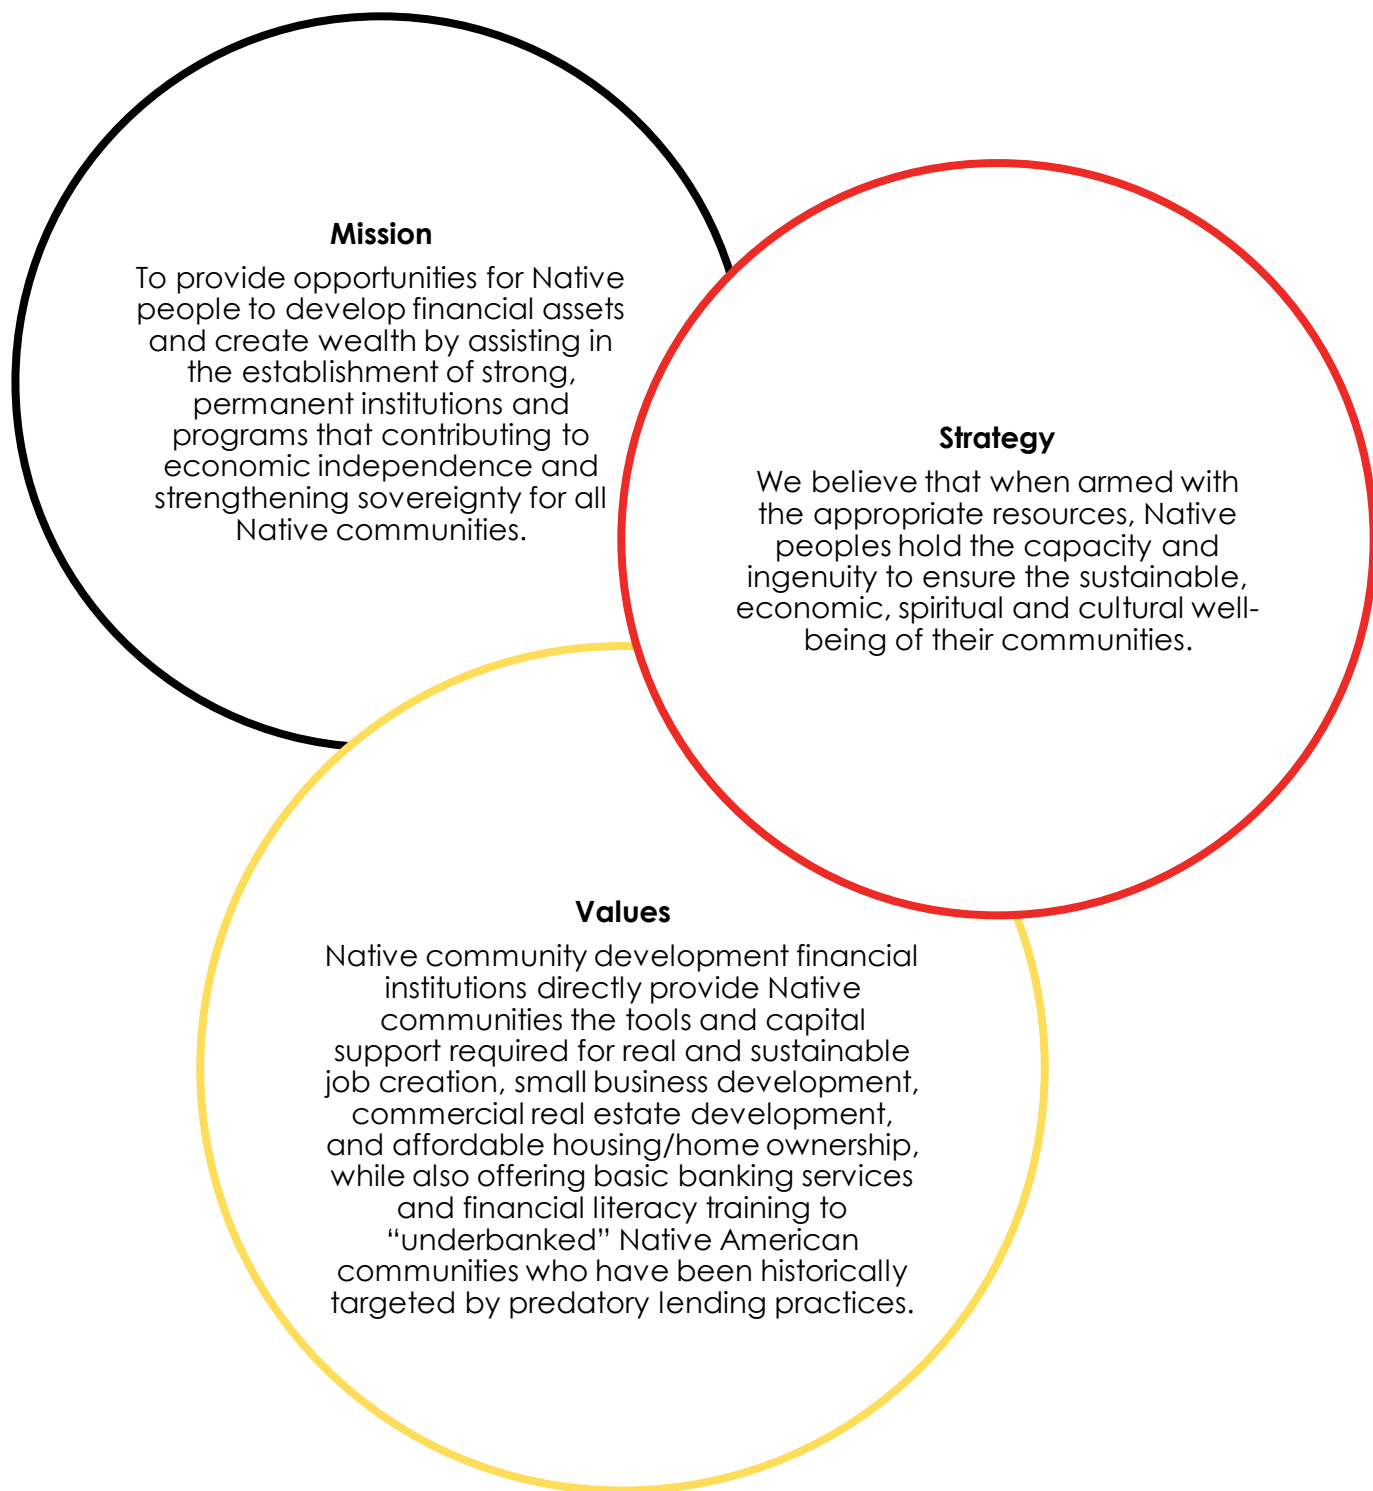 Mission
To provide opportunities for Native
people to develop financial assets
and create wealth by assisting in
the establishment of strong,
permanent institutions and
programs that contributing to
economic independence and
strengthening sovereignty for all
Native communities.
Strategy
We believe that when armed with
the appropriate resources, Native
peoples hold the capacity and
ingenuity to ensure the sustainable,
economic, spiritual and cultural well-
being of their communities.
Values
Native community development financial
institutions directly provide Native
communities the tools and capital
support required for real and sustainable
job creation, small business development,
commercial real estate development,
and affordable housing/home ownership,
while also offering basic banking services
and financial literacy training to
“underbanked” Native American
communities who have been historically
targeted by predatory lending practices.